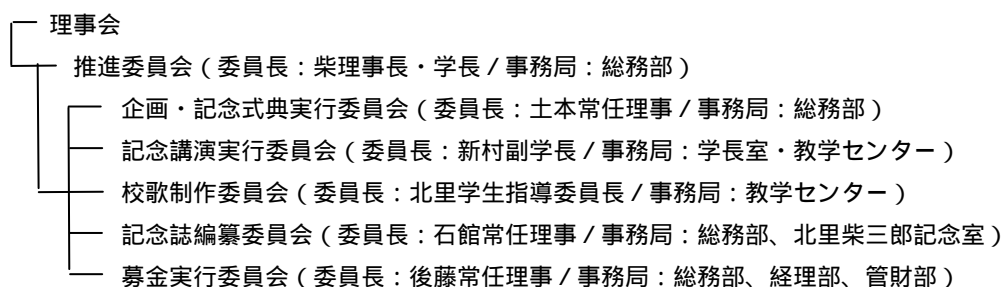 理事会
推進委員会（委員長：柴理事長・学長／事務局：総務部）
企画・記念式典実行委員会（委員長：土本常任理事／事務局：総務部）
記念講演実行委員会（委員長：新村副学長／事務局：学長室・教学センター）
校歌制作委員会（委員長：北里学生指導委員長／事務局：教学センター）
記念誌編纂委員会（委員長：石館常任理事／事務局：総務部、北里柴三郎記念室）
募金実行委員会（委員長：後藤常任理事／事務局：総務部、経理部、管財部）